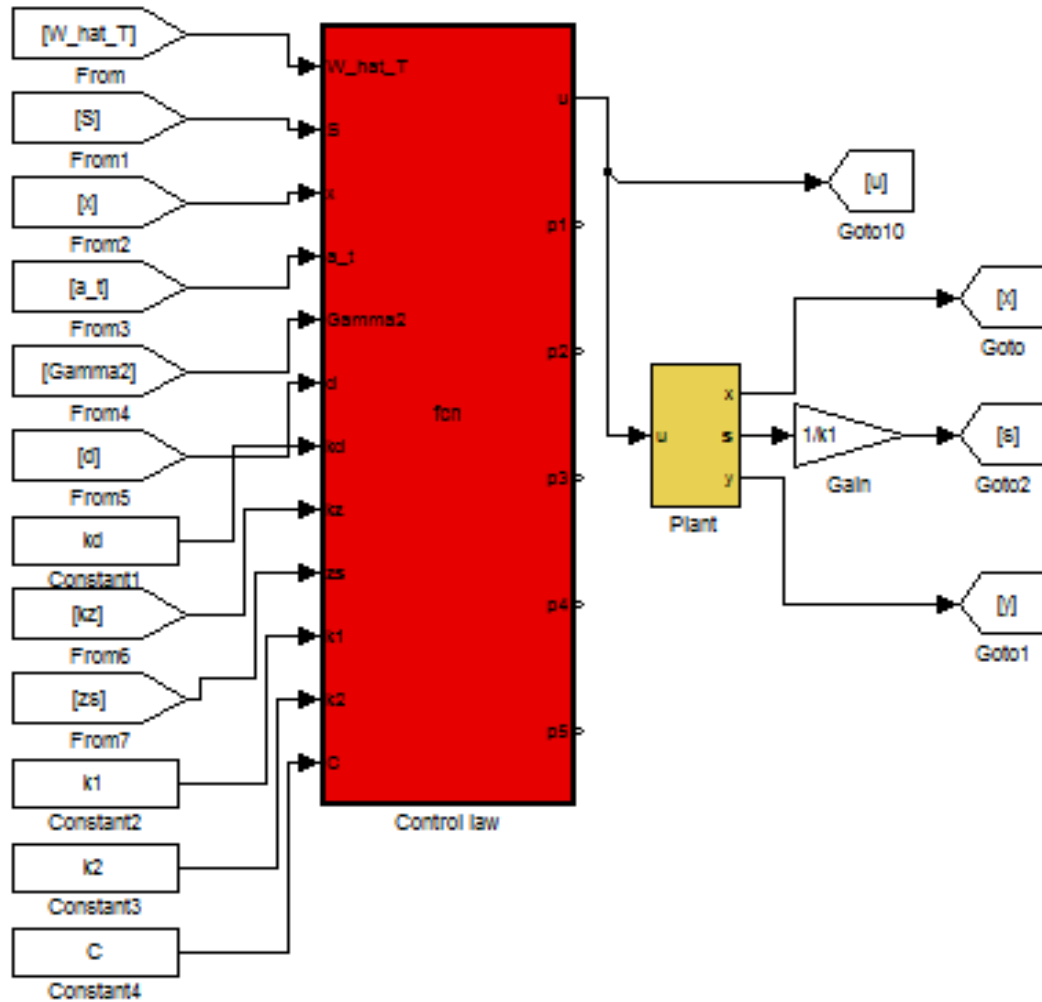 [W_hat_T]
From
[S]
From1
[x]
From2
[a_t]
From3
[Gamma2]
From4
[d]
From5
kd
Constant1
[kz]
From6
[zs]
From7
k1
Constant2
k2
Constant3
C
Constant4
W_hat_T
S
x
a_t
Gamma2
d
kd
kz
zs
k1
k2
C
fcn
u
p1
p2
p3
p4
p5
Control law
[u]
Goto10
u
x
s
y
Plant
1/k1
Gain
[x]
Goto
[s]
Goto2
[y]
Goto1